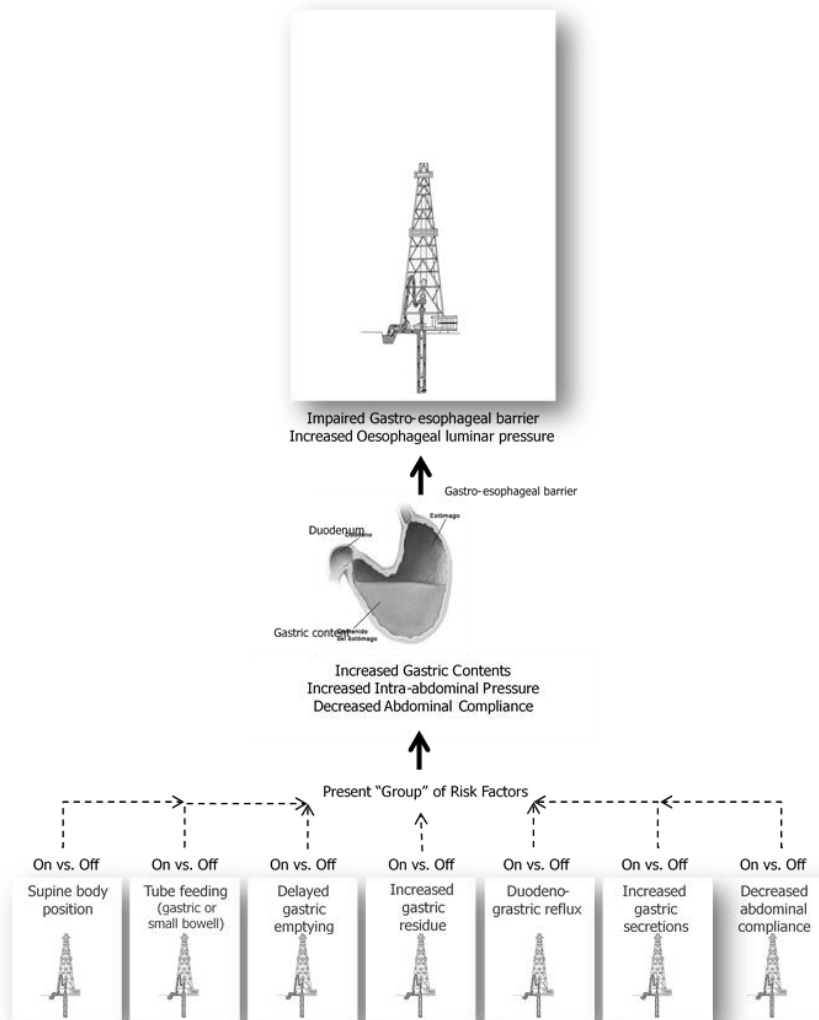 Impaired Gastro-esophageal barrier
Increased Oesophageal luminar pressure
Gastro-esophageal barrier
Estómago
Duodenum
Gastric content
del estómago
Increased Gastric Contents
Increased Intra-abdominal Pressure
Decreased Abdominal Compliance
Present “Group” of Risk Factors
On vs. Off
On vs. Off
On vs. Off
On vs. Off
On vs. Off
On vs. Off
On vs. Off
Supine body
position
Tube feeding
(gastric or
small bowell)
Delayed
gastric
emptying
Increased
gastric
residue
Duodeno-
grastric reflux
Increased
gastric
secretions
Decreased
abdominal
compliance